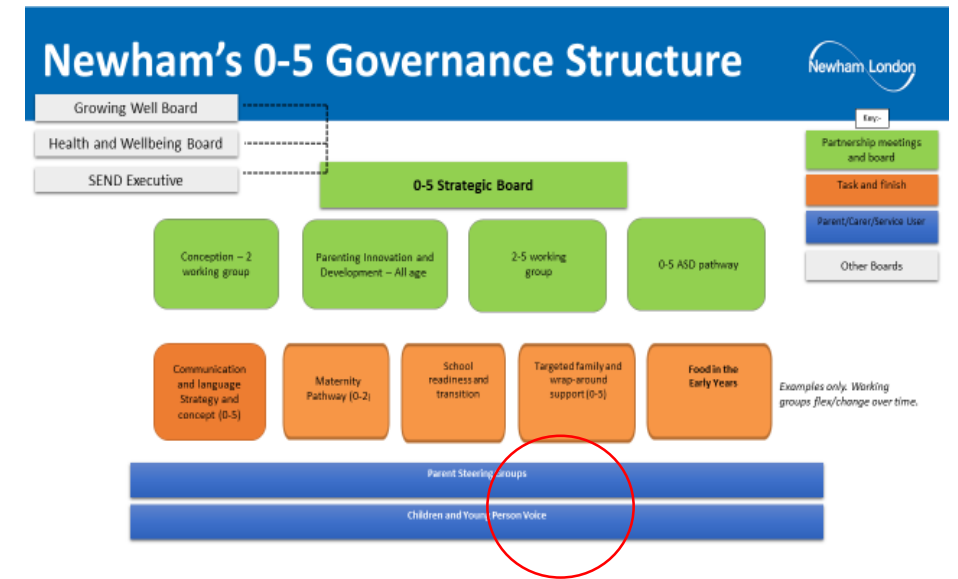 Newham's 0-5 Governance Structure
Newham London
Growing Well Board
Health and Wellbeing Board
SEND Executive
Key:-
Partnership meetings
and board
Task and finish
Parent/Carer/Service User
Other Boards
0-5 Strategic Board
Conception – 2
working group
Parenting Innovation and
Development – All age
2-5 working
group
0-5 ASD pathway
Communication
and language
Strategy and
concept (0-5)
Maternity
Pathway (0-2)
School
readiness and
transition
Targeted family and
wrap-around
support (0-5)
Food in the
Early Years
Examples only. Working
groups flex/change over time.
Parent Steering Groups
Children and Young Person Voice